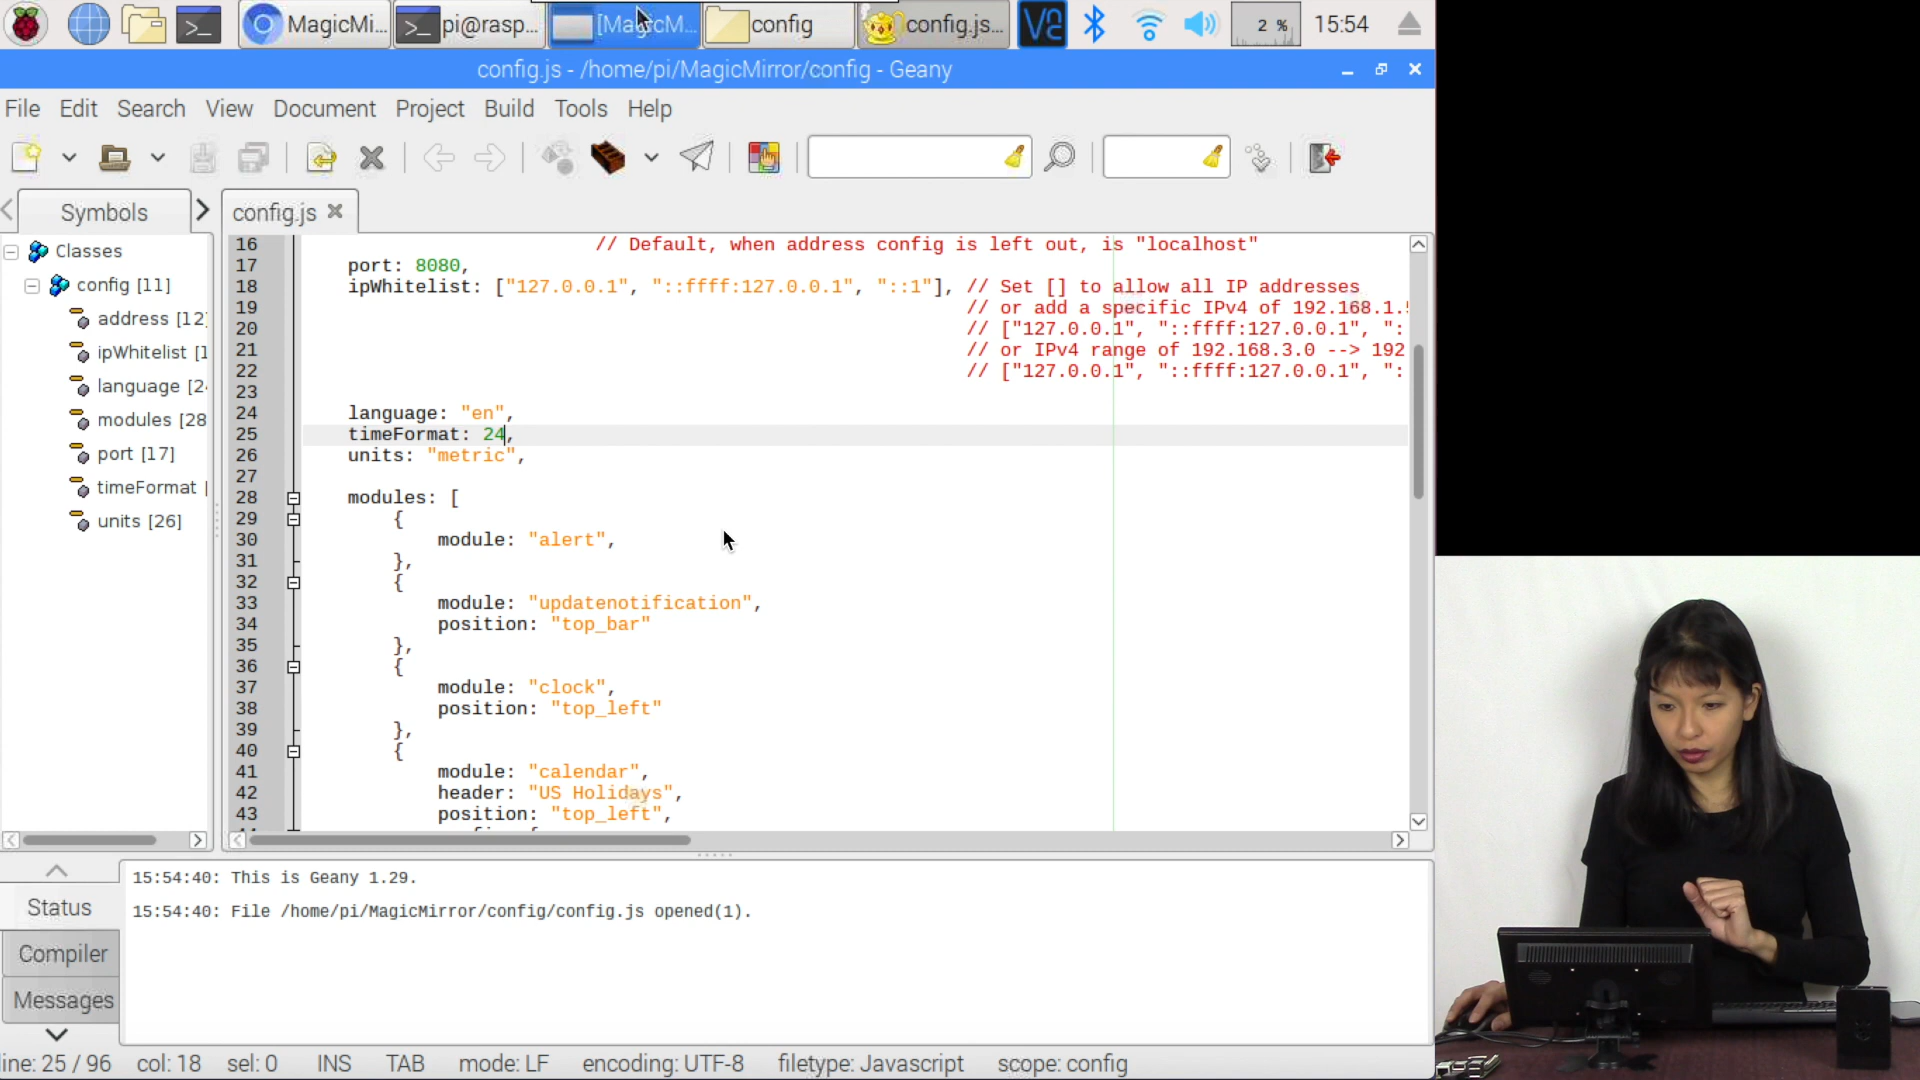 MagicMi...
pi@rasp...
[MagicM...
config
config.js...
2 %
15:54
config.js - /home/pi/MagicMirror/config - Geany
File Edit Search View Document Project Build Tools Help
Symbols
config.js
Classes
config [11]
address [12
ipWhitelist [1
language [2
modules [28
port [17]
timeFormat [
units [26]
16 // Default, when address config is left out, is "localhost"
17 port: 8080,
18 ipWhitelist: ["127.0.0.1", "::ffff:127.0.0.1", "::1"], // Set [] to allow all IP addresses
19 // or add a specific IPv4 of 192.168.1.
20 // ["127.0.0.1", "::ffff:127.0.0.1", ":
21 // or IPv4 range of 192.168.3.0 --> 192
22 // ["127.0.0.1", "::ffff:127.0.0.1", ":
23
24 language: "en",
25 timeFormat: 24,
26 units: "metric",
27
28 modules: [
29 {
30 module: "alert",
31 },
32 {
33 module: "updatenotification",
34 position: "top_bar"
35 },
36 {
37 module: "clock",
38 position: "top_left"
39 },
40 {
41 module: "calendar",
42 header: "US Holidays",
43 position: "top_left",
Status
Compiler
Messages
15:54:40: This is Geany 1.29.
15:54:40: File /home/pi/MagicMirror/config/config.js opened(1).
line: 25 / 96 col: 18 sel: 0 INS TAB mode: LF encoding: UTF-8 filetype: Javascript scope: config